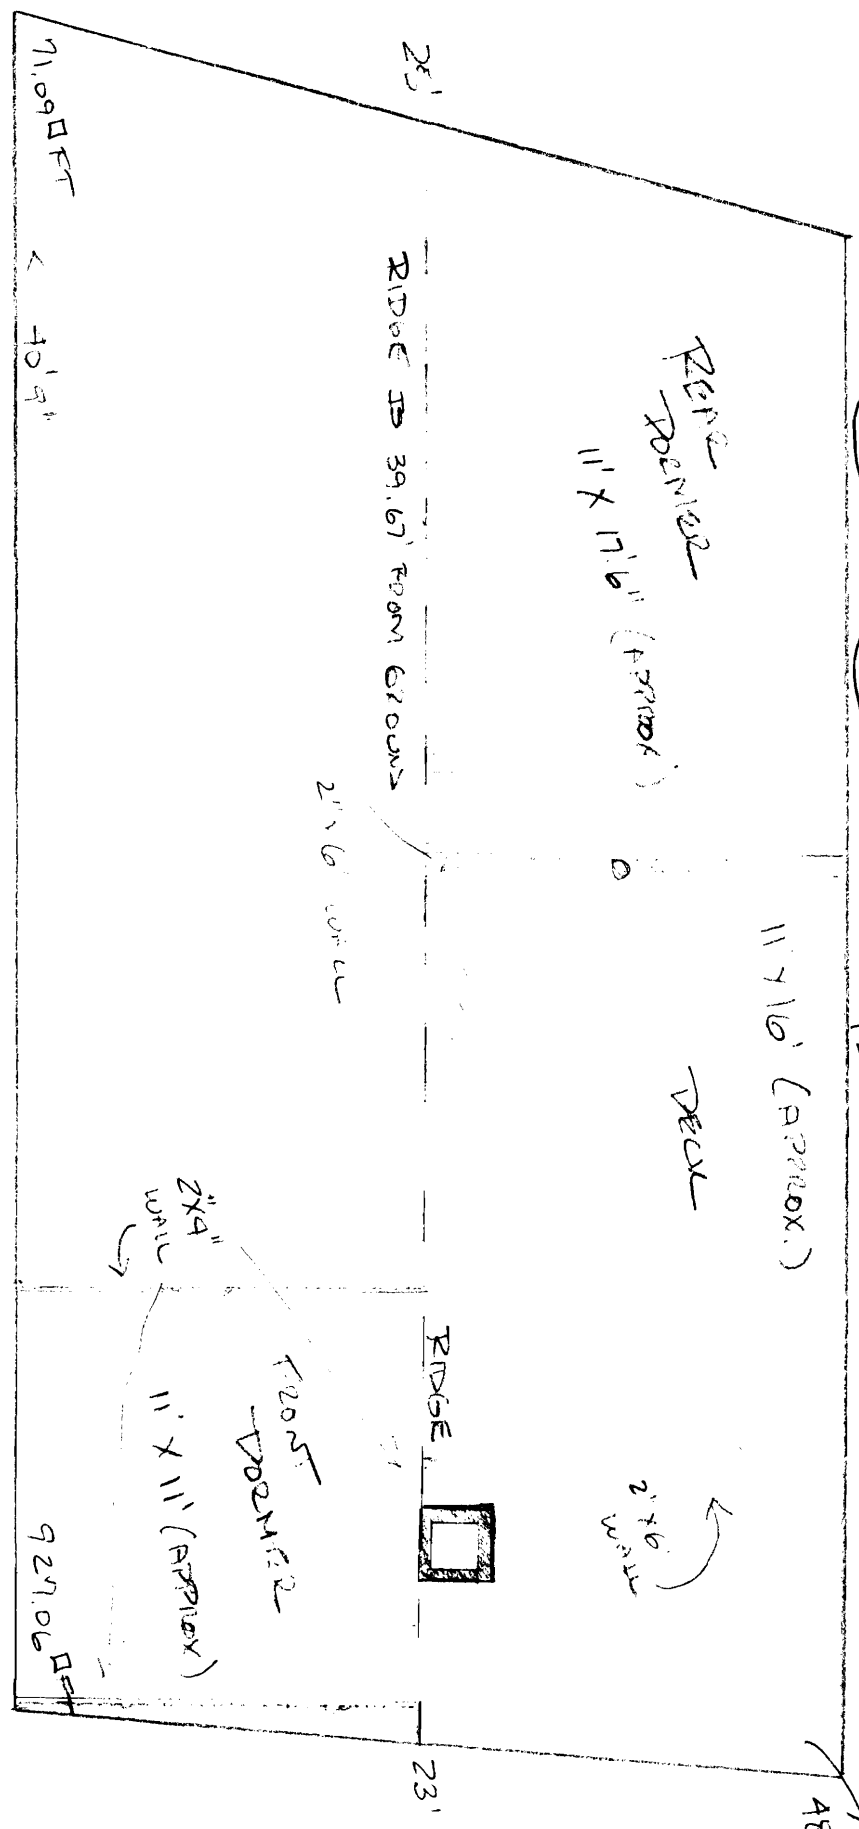 25'
71.09 □ FT
< 40'9"
RIDGE IS 39.67' FROM GROUND
REAR
DORMER
11' X 17'6" (APPROX)
2" x 6" WALL
11' X 16' (APPROX.)
DECK
2"X4"
WALL
RIDGE
FRONT
DORMER
11' X 11' (APPROX)
2" x 6"
WALL
927.06 □ FT
23'
48